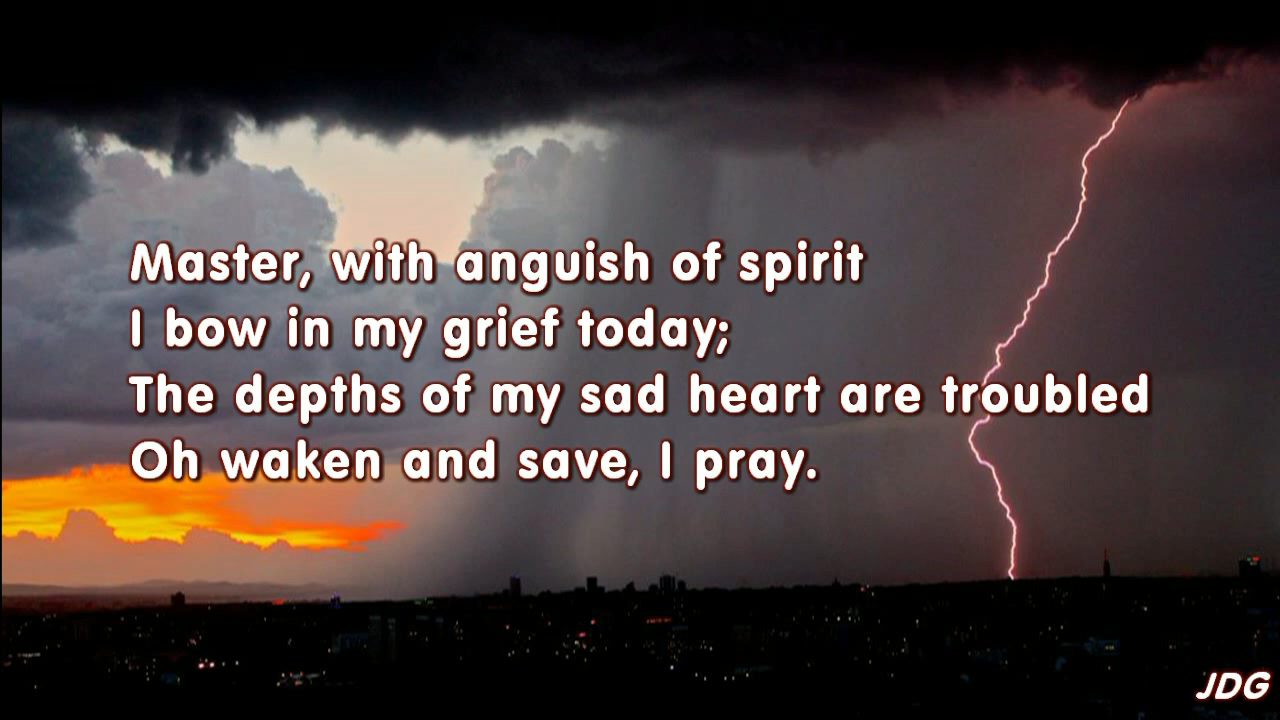 Master, with anguish of spirit
I bow in my grief today;
The depths of my sad heart are troubled
Oh waken and save, I pray.
JDG